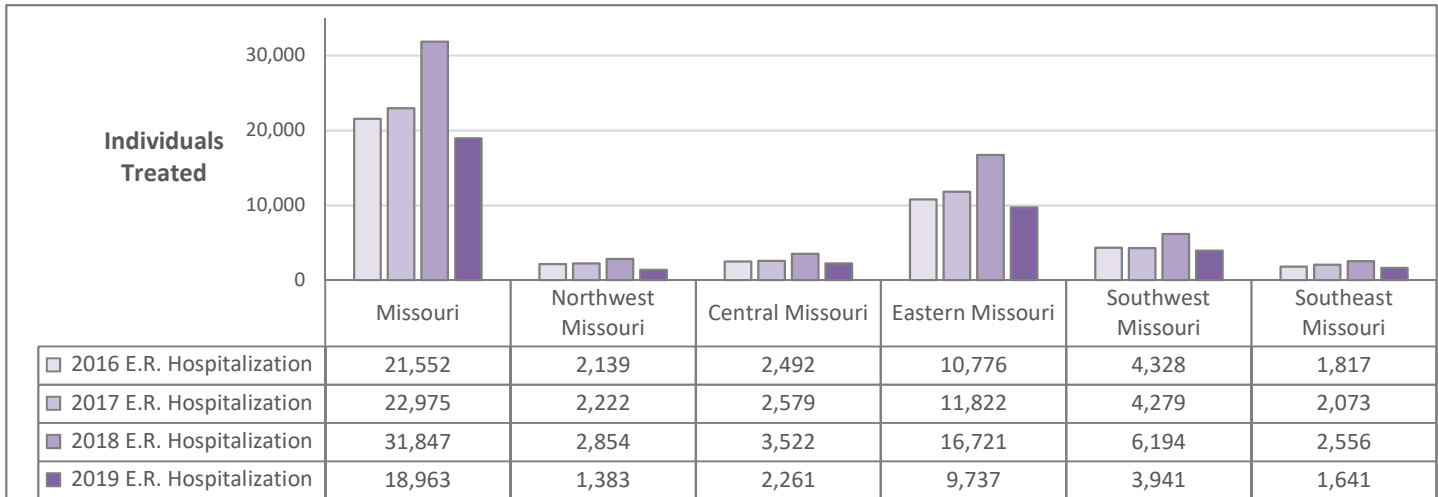 30,000
20,000
10,000
0
Individuals
Treated
Missouri
Northwest
Missouri
Central Missouri
Eastern Missouri
Southwest
Missouri
Southeast
Missouri
2016 E.R. Hospitalization 21,552 2,139 2,492 10,776 4,328 1,817
2017 E.R. Hospitalization 22,975 2,222 2,579 11,822 4,279 2,073
2018 E.R. Hospitalization 31,847 2,854 3,522 16,721 6,194 2,556
2019 E.R. Hospitalization 18,963 1,383 2,261 9,737 3,941 1,641